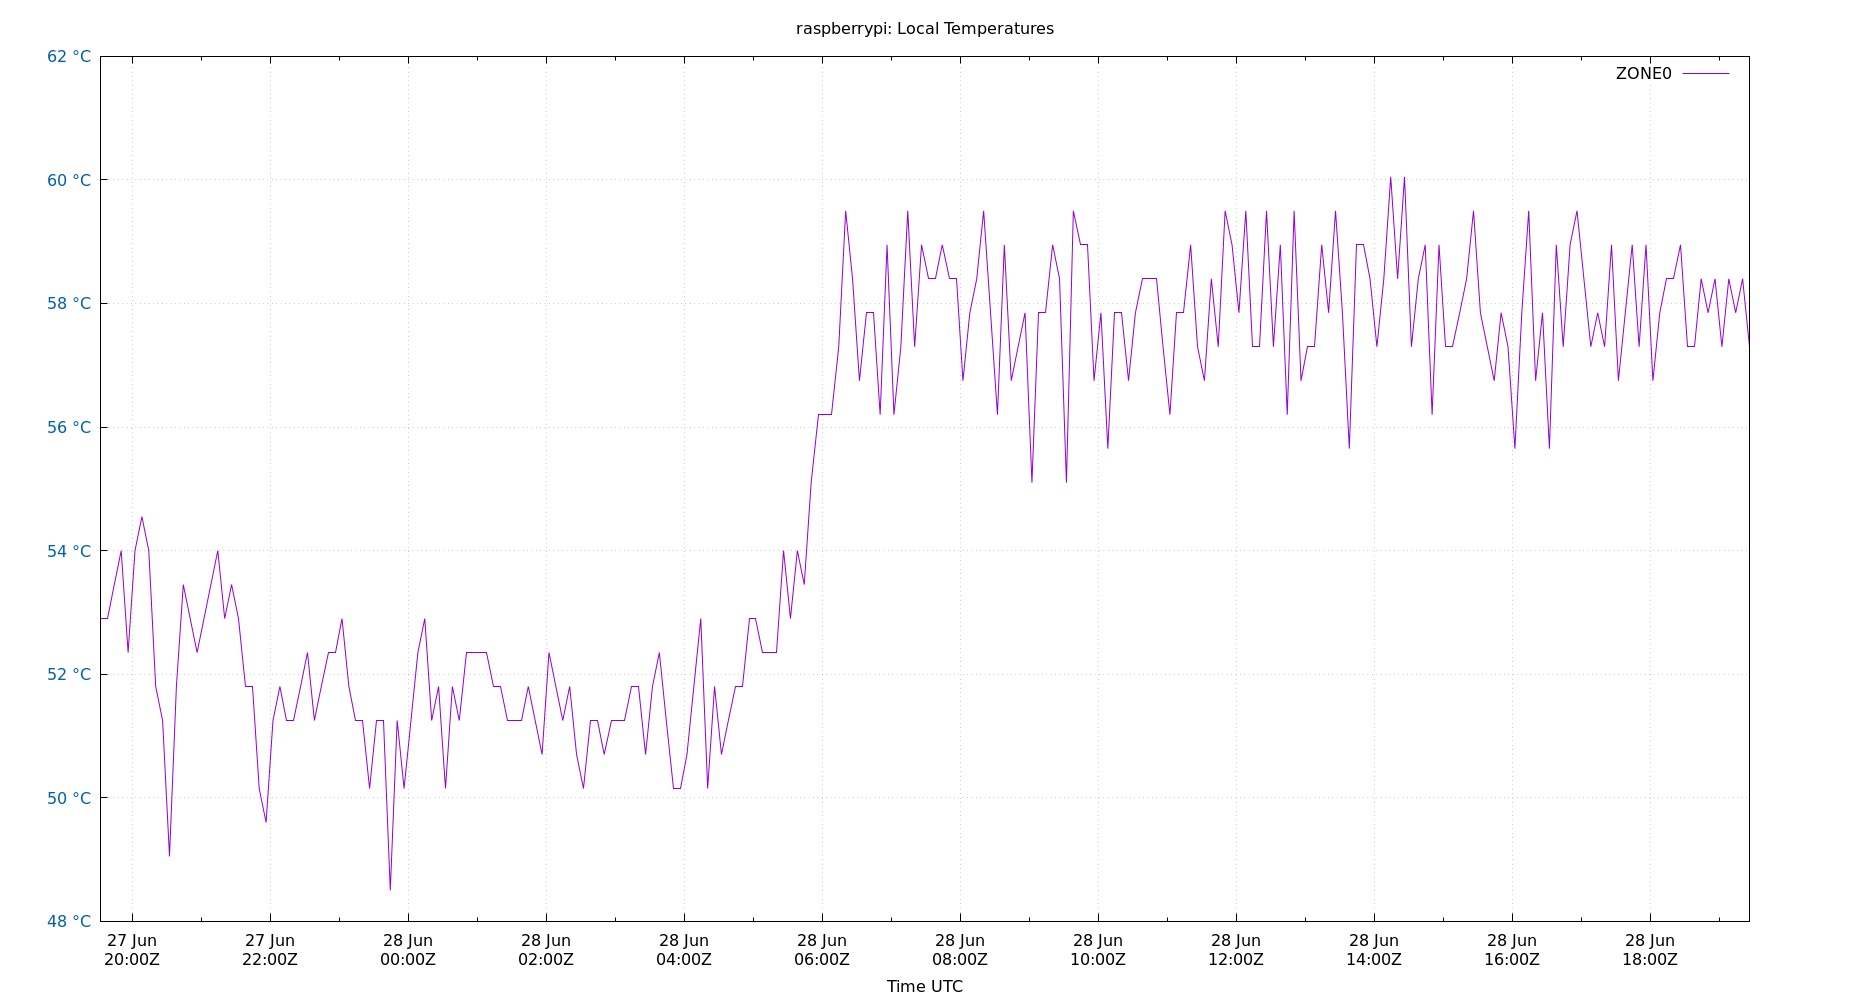 raspberrypi: Local Temperatures
62 °C
ZONE0
60 °C
58 °C
56 °C
54 °C
52 °C
50 °C
48 °C
27 Jun 27 Jun 28 Jun 28 Jun 28 Jun 28 Jun 28 Jun 28 Jun 28 Jun 28 Jun 28 Jun 28 Jun
20:00Z 22:00Z 00:00Z 02:00Z 04:00Z 06:00Z 08:00Z 10:00Z 12:00Z 14:00Z 16:00Z 18:00Z
Time UTC